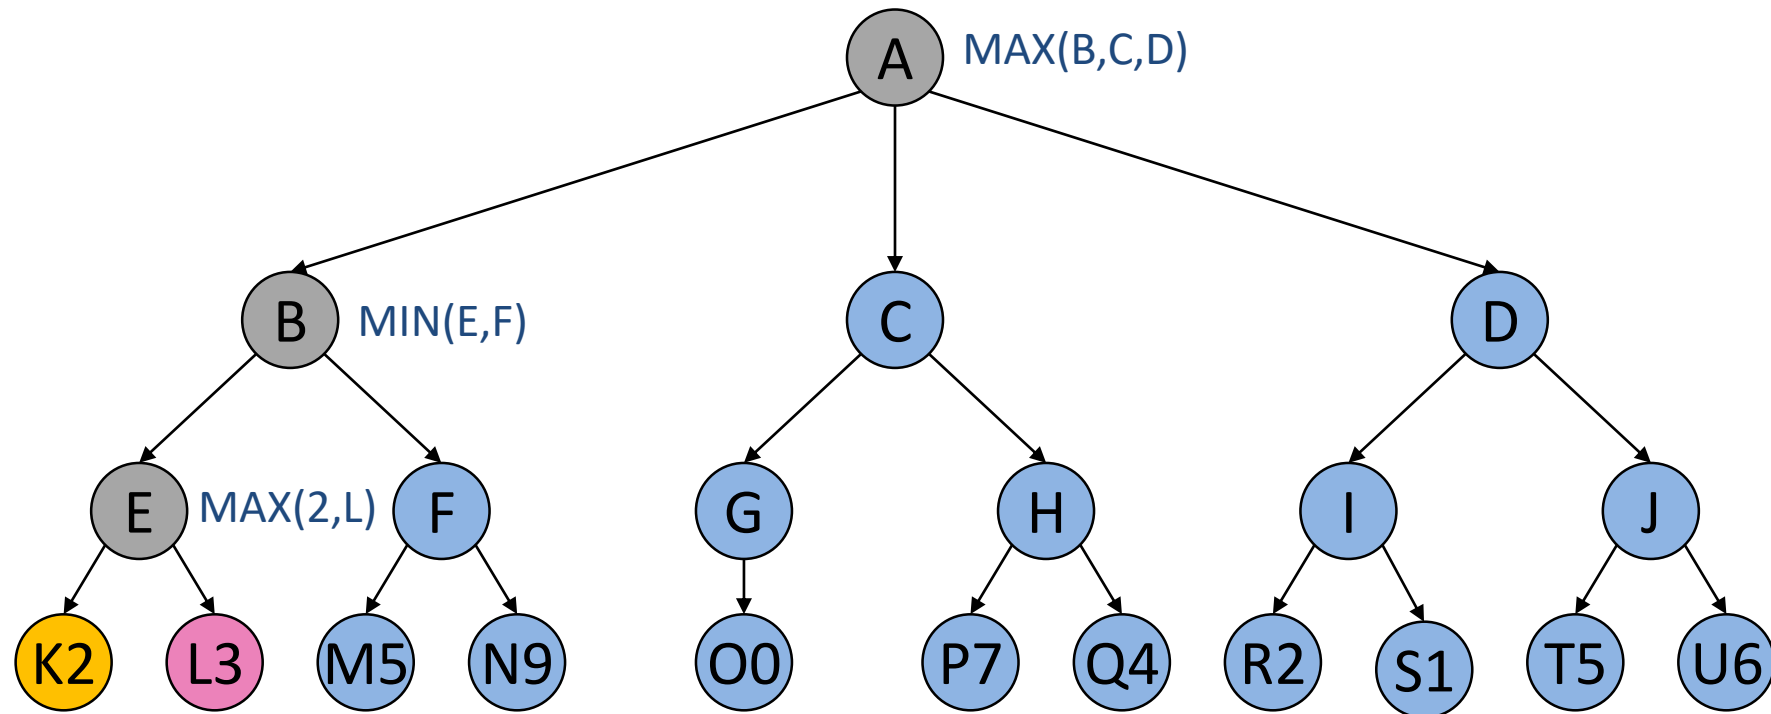 A MAX(B,C,D)
B MIN(E,F) C D
E MAX(2,L) F G H I J
K2 L3 M5 N9 O0 P7 Q4 R2 S1 T5 U6